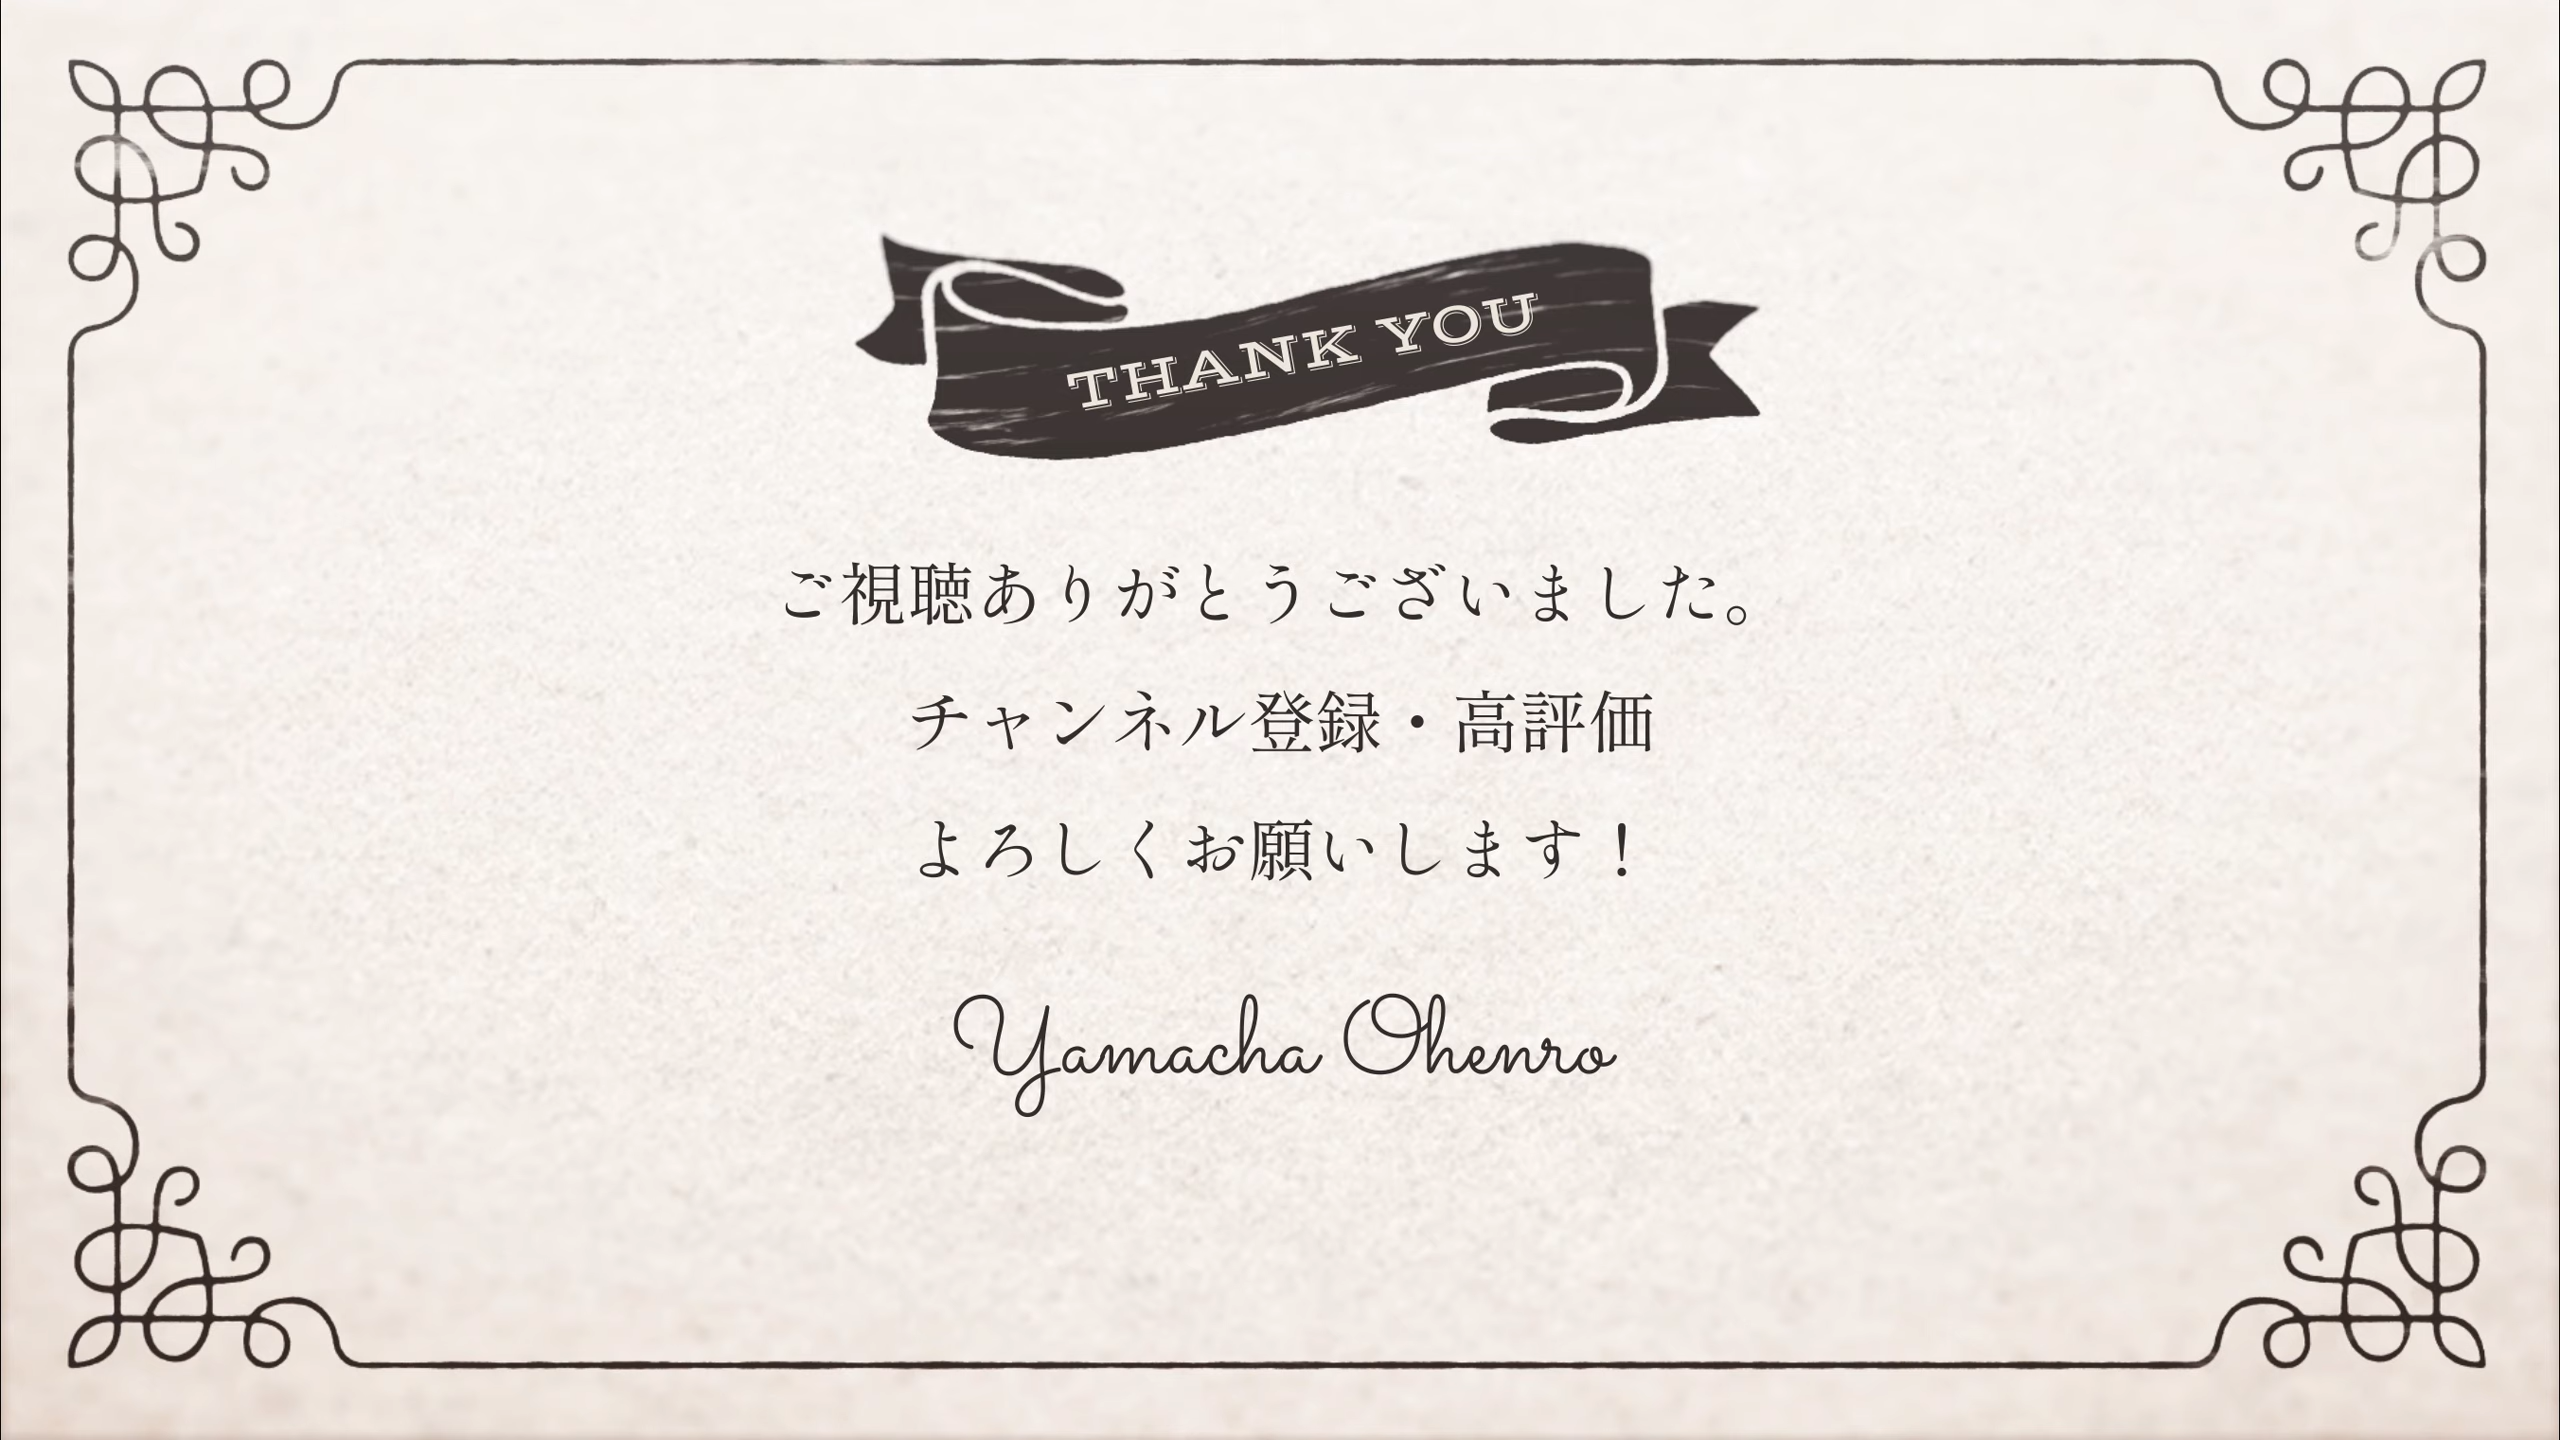 THANK YOU
ご視聴ありがとうございました。
チャンネル登録・高評価
よろしくお願いします！
Yamacha Ohenro